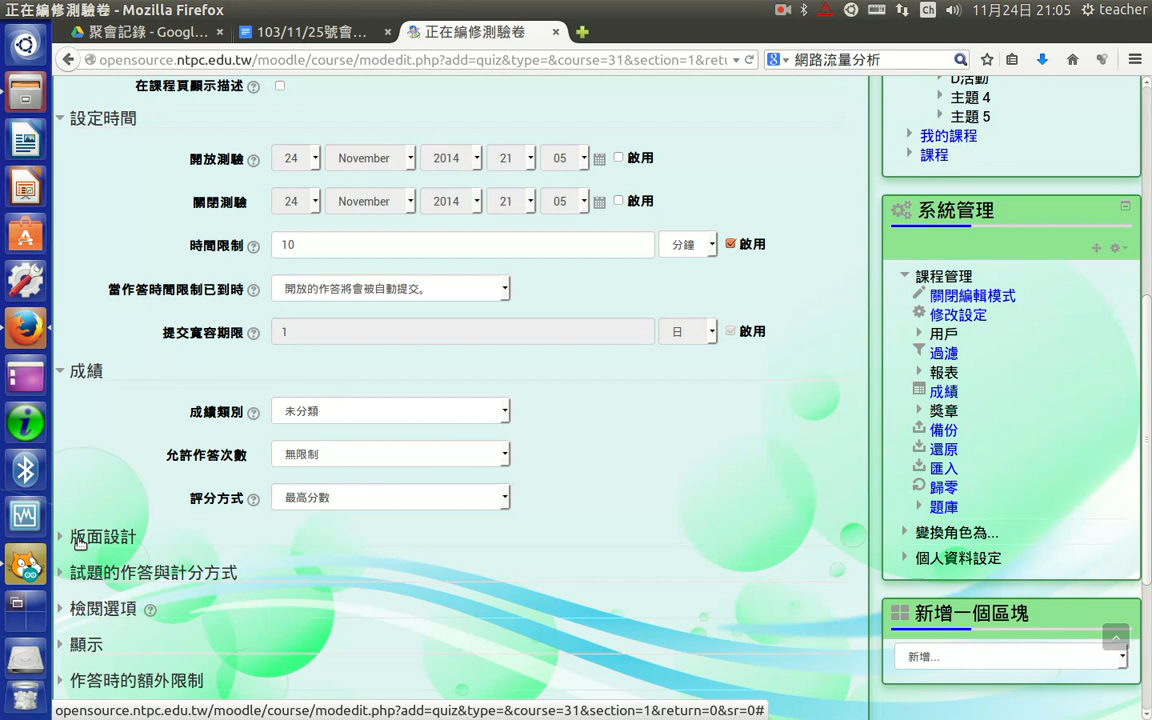 正在編修測驗卷 - Mozilla Firefox
Ch
11月24日 21:05
teacher
聚會記錄 - Googl...
103/11/25號會...
正在編修測驗卷
opensource.ntpc.edu.tw/moodle/course/modedit.php?add=quiz&type=&course=31&section=1&retu
網路流量分析
在課程頁顯示描述
設定時間
開放測驗 24 November 2014 21 05 啟用
關閉測驗 24 November 2014 21 05 啟用
時間限制 10 分鐘 啟用
當作答時間限制已到時 開放的作答將會被自動提交。
提交寬容期限 1 日 啟用
成績
成績類別 未分類
允許作答次數 無限制
評分方式 最高分數
版面設計
試題的作答與計分方式
檢閱選項
顯示
作答時的額外限制
opensource.ntpc.edu.tw/moodle/course/modedit.php?add=quiz&type=&course=31&section=1&return=0&sr=0#
D活動
主題 4
主題 5
我的課程
課程
系統管理
課程管理
關閉編輯模式
修改設定
用戶
過濾
報表
成績
獎章
備份
還原
匯入
歸零
題庫
變換角色為...
個人資料設定
新增一個區塊
新增...